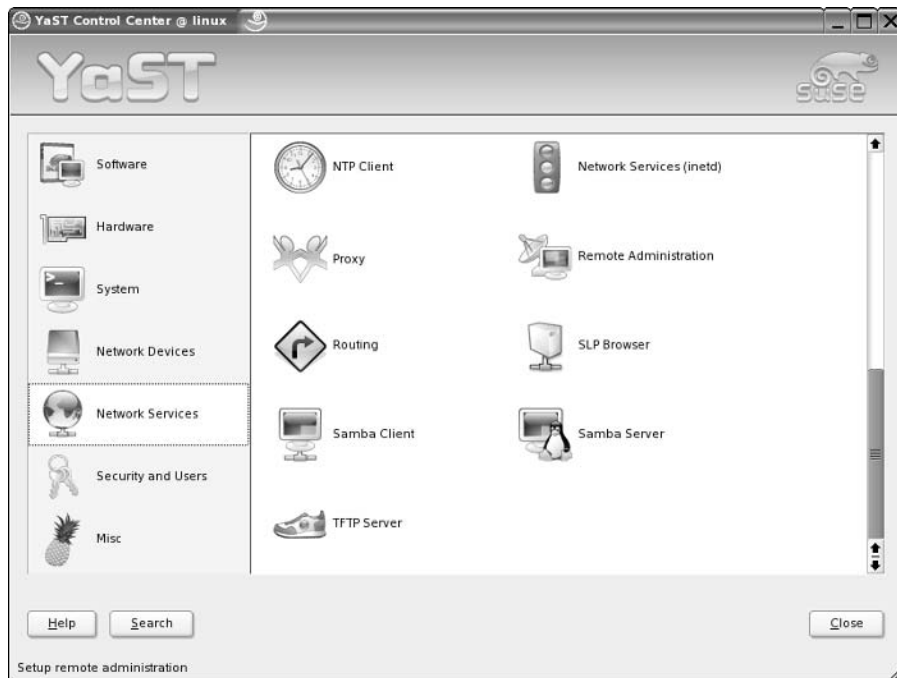 YaST Control Center @ linux
YaST
SUSE
Software
Hardware
System
Network Devices
Network Services
Security and Users
Misc
NTP Client
Network Services (inetd)
Proxy
Remote Administration
Routing
SLP Browser
Samba Client
Samba Server
TFTP Server
Help
Search
Close
Setup remote administration